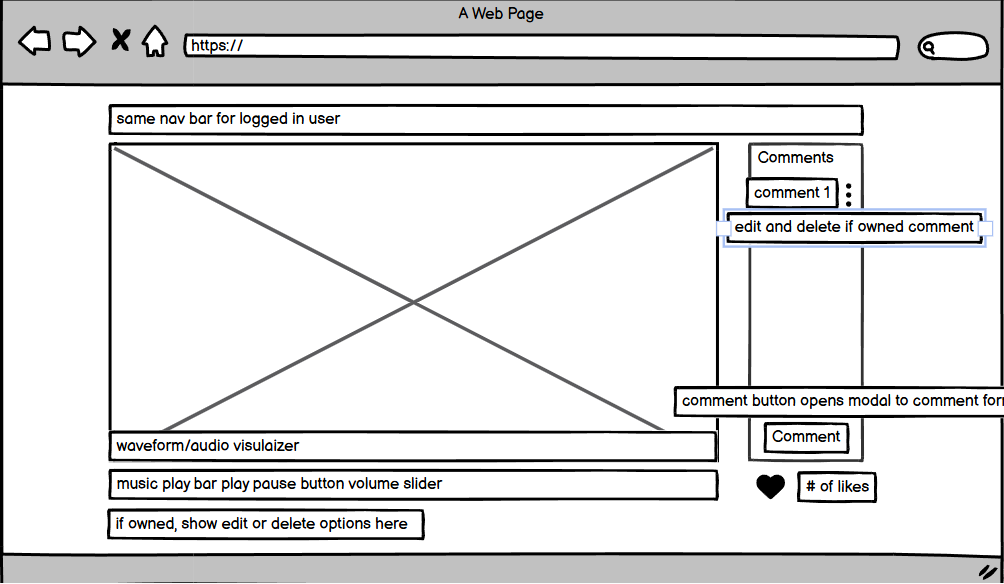 A Web Page
https://
same nav bar for logged in user
Comments
comment 1
edit and delete if owned comment
comment button opens modal to comment for
Comment
waveform/audio visulaizer
music play bar play pause button volume slider
# of likes
if owned, show edit or delete options here